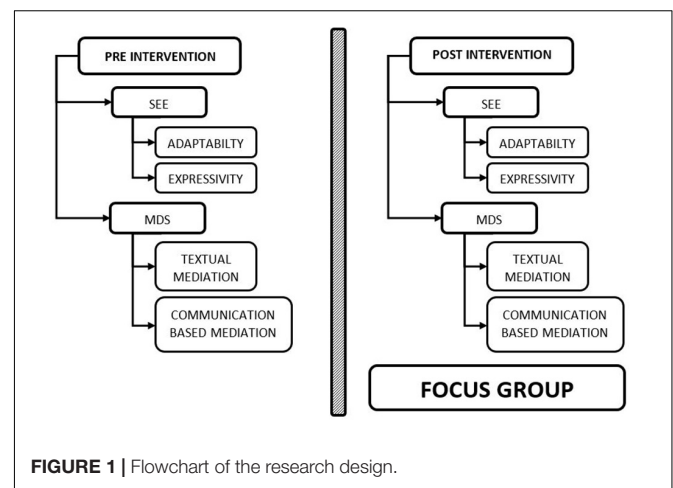 PRE INTERVENTION
SEE
ADAPTABILTY
EXPRESSIVITY
MDS
TEXTUAL
MEDIATION
COMMUNICATION
BASED MEDIATION
POST INTERVENTION
SEE
ADAPTABILTY
EXPRESSIVITY
MDS
TEXTUAL
MEDIATION
COMMUNICATION
BASED MEDIATION
FOCUS GROUP
FIGURE 1 | Flowchart of the research design.